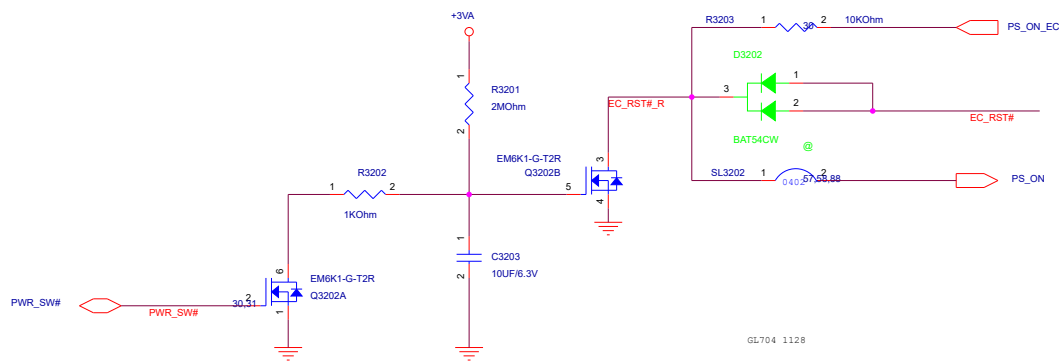 +3VA
R3203
1
2
10KOhm
30
PS_ON_EC
D3202
1
3
2
EC_RST#_R
EC_RST#
BAT54CW
@
1
R3201
2MOhm
2
EM6K1-G-T2R
Q3202B
3
5
4
SL3202
1
2
0402
57,58,88
PS_ON
R3202
1
2
1KOhm
1
C3203
10UF/6.3V
2
6
EM6K1-G-T2R
Q3202A
PWR_SW#
PWR_SW#
30,31
2
1
GL704 1128